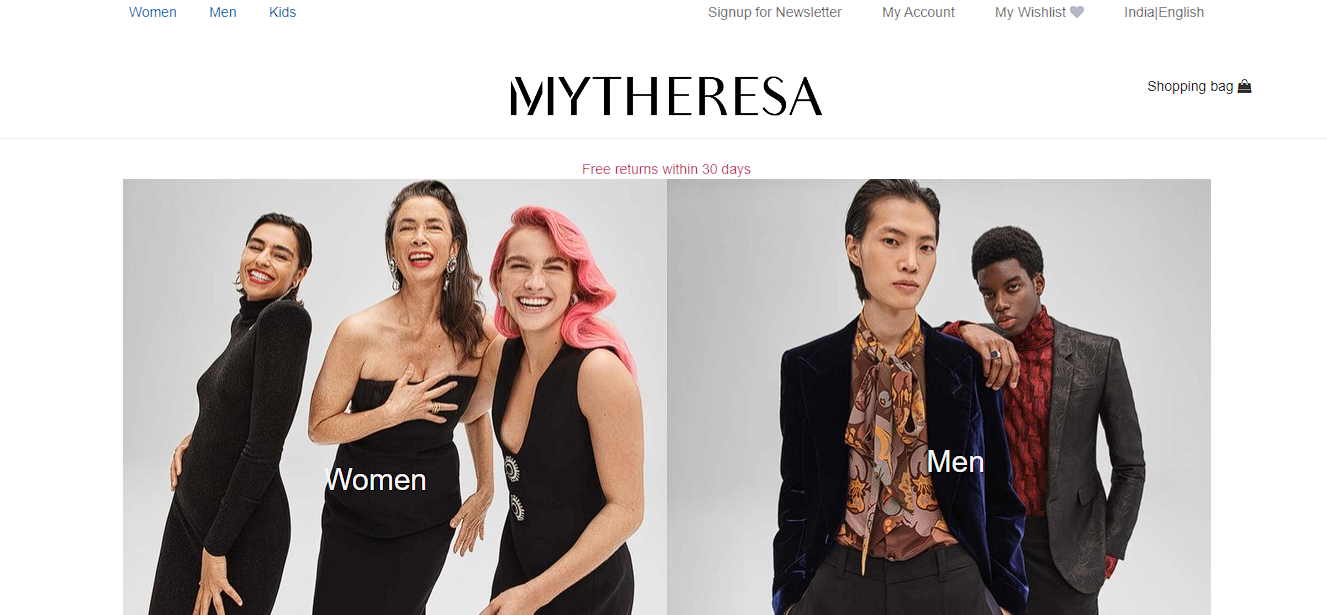 Women Men Kids Signup for Newsletter My Account My Wishlist India|English
MYTHERESA
Shopping bag
Free returns within 30 days
Women
Men